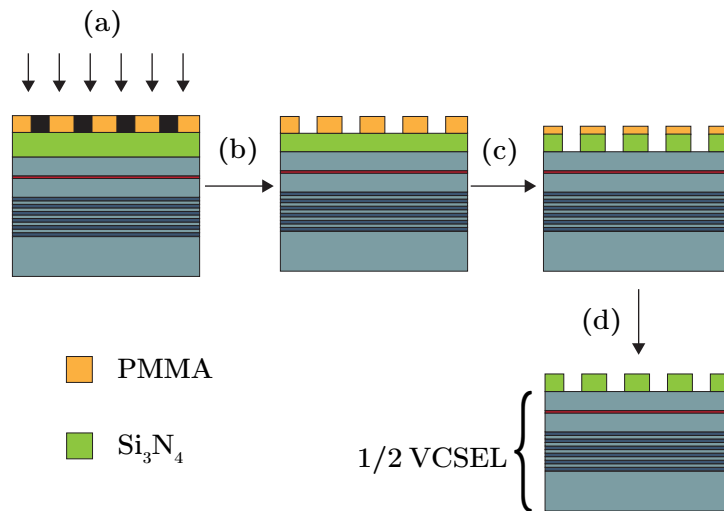 (a)
(b)
(c)
(d)
PMMA
Si₃N₄
1/2 VCSEL